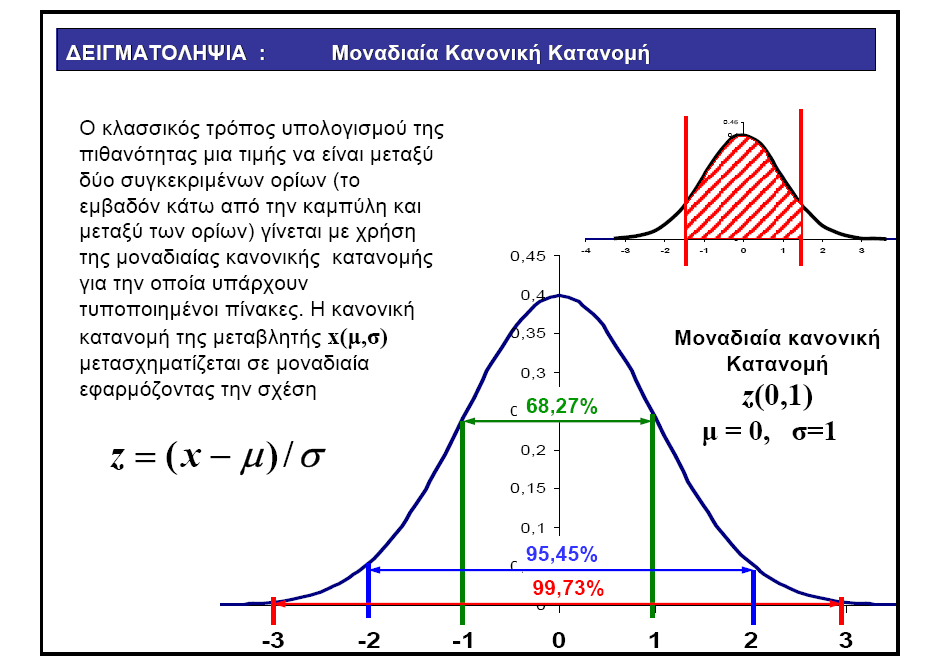 ΔΕΙΓΜΑΤΟΛΗΨΙΑ : Μοναδιαία Κανονική Κατανομή
Ο κλασσικός τρόπος υπολογισμού της
πιθανότητας μια τιμής να είναι μεταξύ
δύο συγκεκριμένων ορίων (το
εμβαδόν κάτω από την καμπύλη και
μεταξύ των ορίων) γίνεται με χρήση
της μοναδιαίας κανονικής κατανομής
για την οποία υπάρχουν
τυποποιημένοι πίνακες. Η κανονική
κατανομή της μεταβλητής x(μ,σ)
μετασχηματίζεται σε μοναδιαία
εφαρμόζοντας την σχέση
z = (x − μ) / σ
0.45
-4 -3 -2 -1 0 1 2 3
Μοναδιαία κανονική
Κατανομή
z(0,1)
μ = 0, σ=1
0,45
0,4
0,35
0,3
68,27%
0,2
0,15
0,1
95,45%
99,73%
0
-3 -2 -1 0 1 2 3